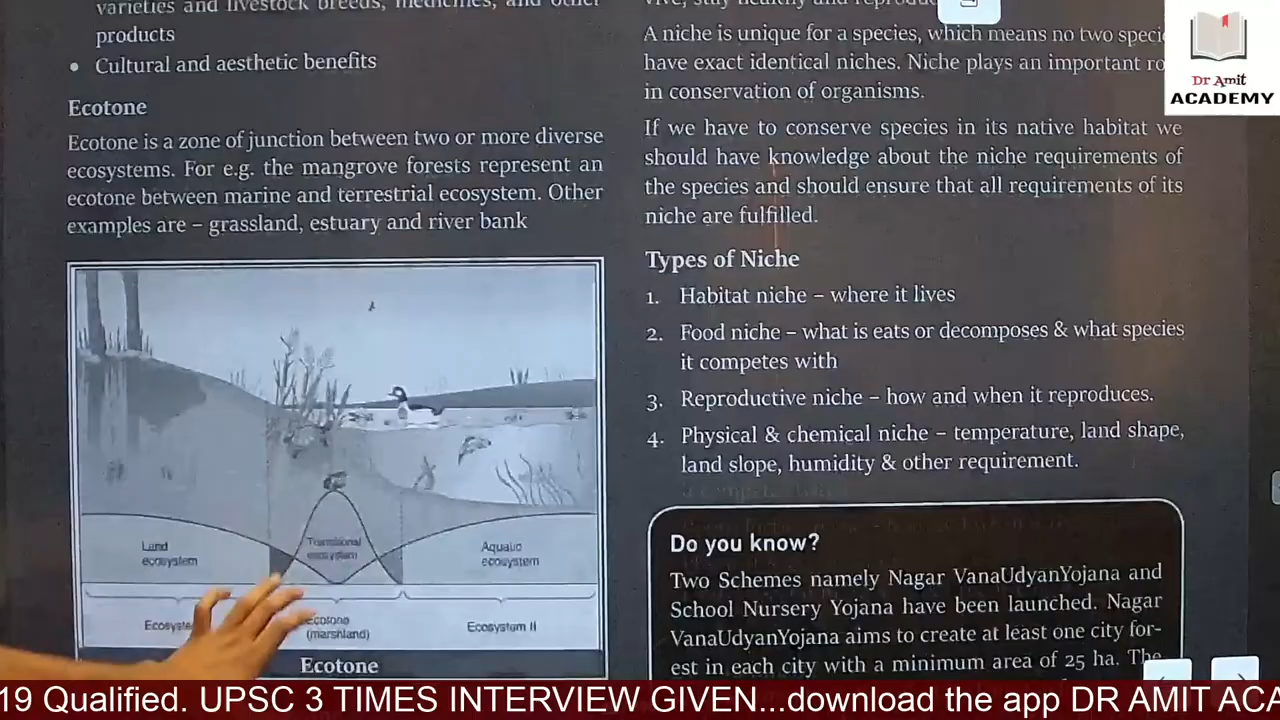 varieties and livestock breeds, medicines, and other
products
• Cultural and aesthetic benefits
Ecotone
Ecotone is a zone of junction between two or more diverse
ecosystems. For e.g. the mangrove forests represent an
ecotone between marine and terrestrial ecosystem. Other
examples are – grassland, estuary and river bank
Land
ecosystem
Transitional
ecosystem
Aquatic
ecosystem
Ecotone
(marshland)
Ecosystem II
Ecotone
A niche is unique for a species, which means no two
have exact identical niches. Niche plays an important
in conservation of organisms.
If we have to conserve species in its native habitat we
should have knowledge about the niche requirements of
the species and should ensure that all requirements of its
niche are fulfilled.
Types of Niche
1. Habitat niche – where it lives
2. Food niche – what is eats or decomposes & what species
it competes with
3. Reproductive niche – how and when it reproduces.
4. Physical & chemical niche – temperature, land shape,
land slope, humidity & other requirement.
Do you know?
Two Schemes namely Nagar VanaUdyanYojana and
School Nursery Yojana have been launched. Nagar
VanaUdyanYojana aims to create at least one city for-
est in each city with a minimum area of 25 ha. The
Dr Amit
ACADEMY
19 Qualified. UPSC 3 TIMES INTERVIEW GIVEN...download the app DR AMIT ACA